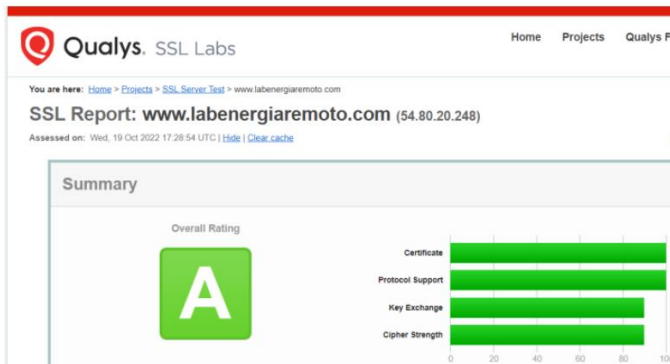 Qualys. SSL Labs
Home Projects Qualys
You are here: Home > Projects > SSL Server Test > www.labenergiaremoto.com
SSL Report: www.labenergiaremoto.com (54.80.20.248)
Assessed on: Wed, 19 Oct 2022 17:28:54 UTC | Hide | Clear cache
Summary
Overall Rating
A
Certificate
Protocol Support
Key Exchange
Cipher Strength
0 20 40 60 80